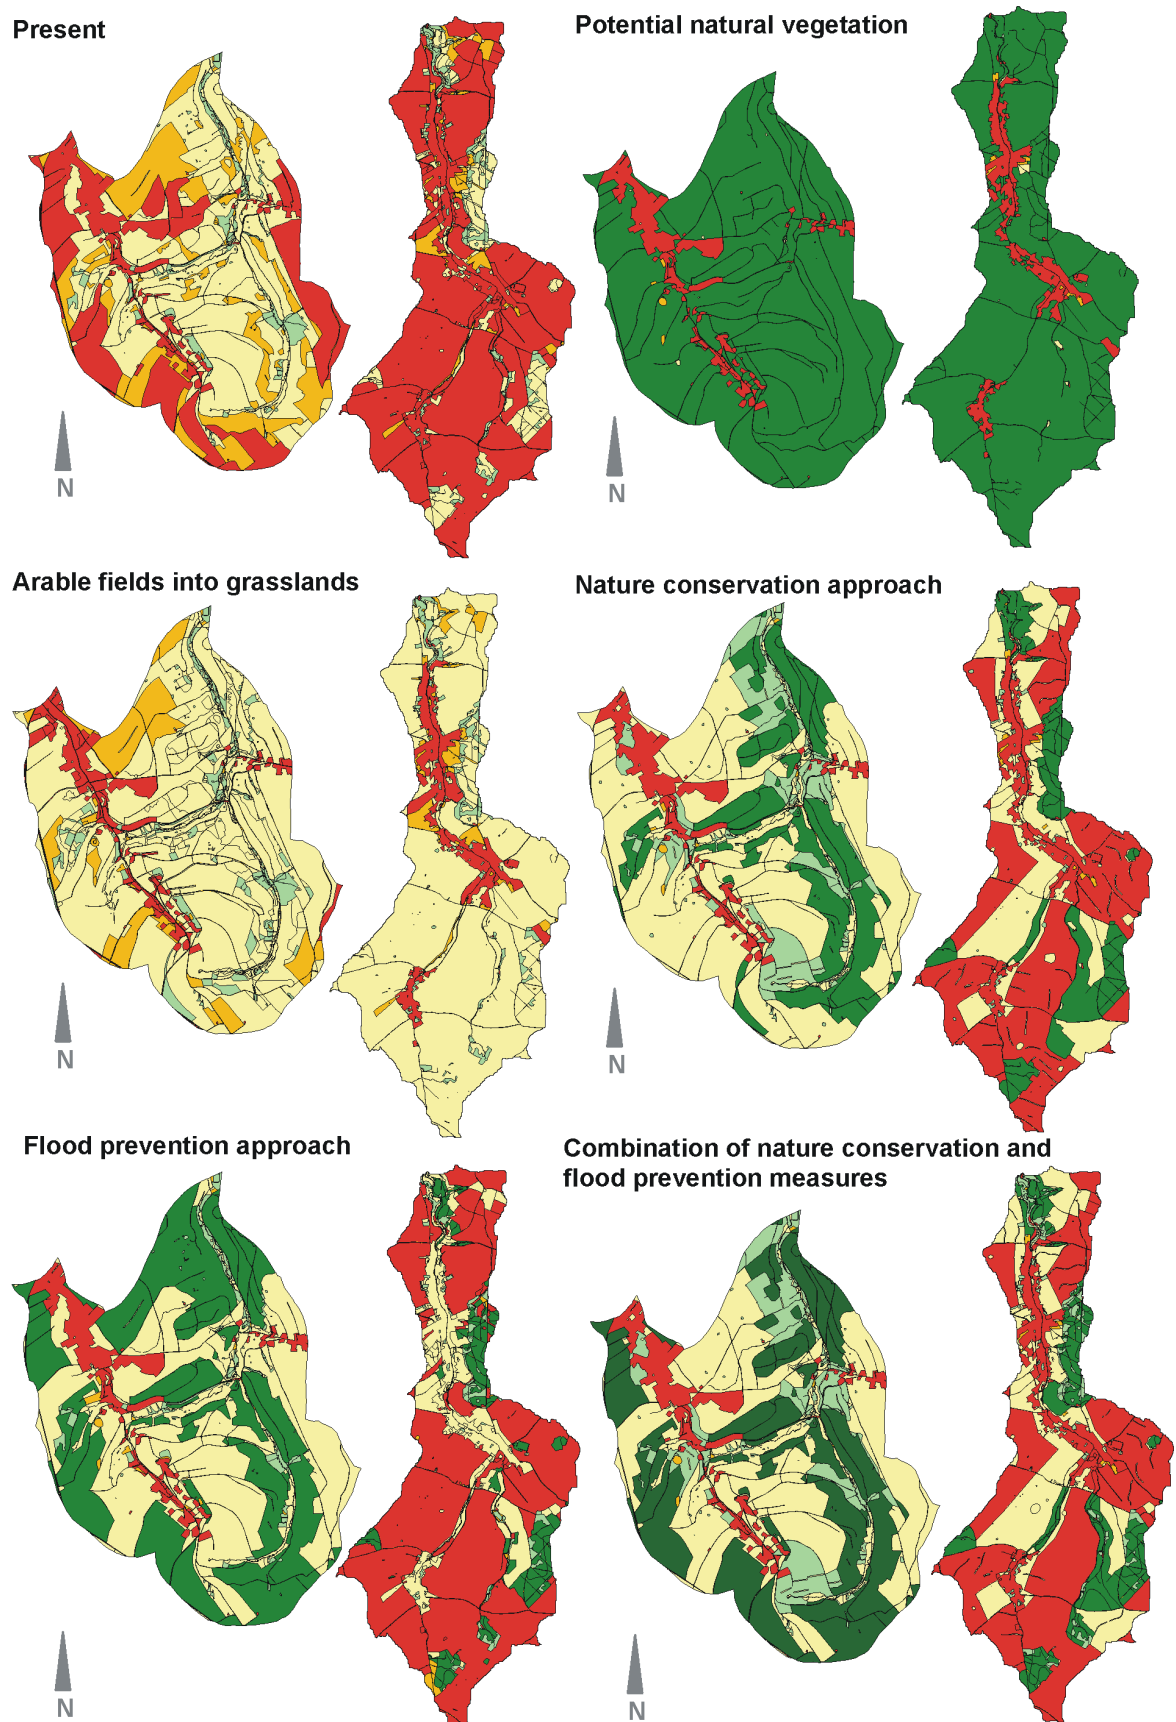 Present
Potential natural vegetation
N
N
Arable fields into grasslands
Nature conservation approach
N
N
Flood prevention approach
Combination of nature conservation and
flood prevention measures
N
N